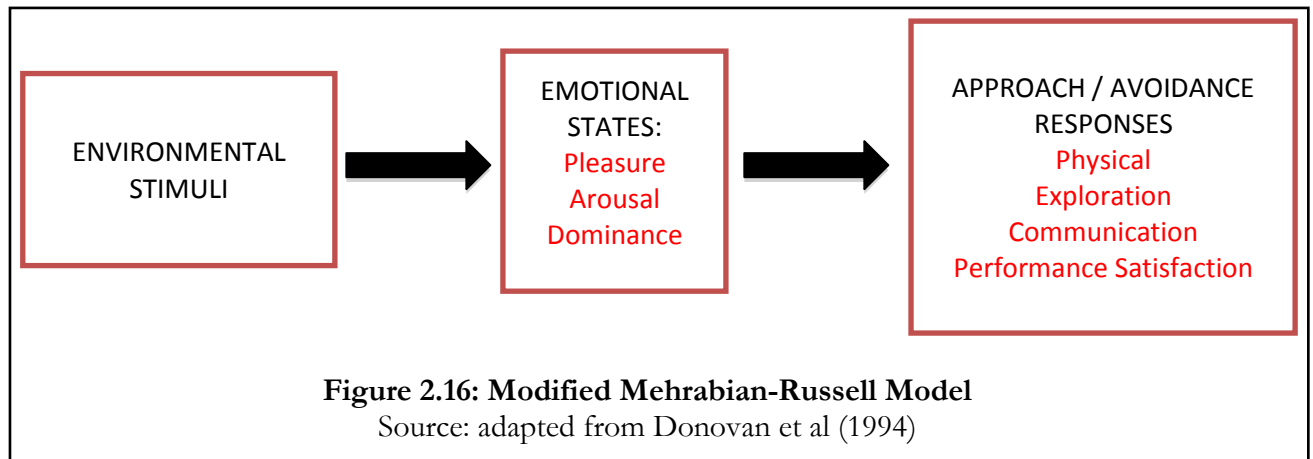 ENVIRONMENTAL
STIMULI
EMOTIONAL
STATES:
Pleasure
Arousal
Dominance
APPROACH / AVOIDANCE
RESPONSES
Physical
Exploration
Communication
Performance Satisfaction
Figure 2.16: Modified Mehrabian-Russell Model
Source: adapted from Donovan et al (1994)